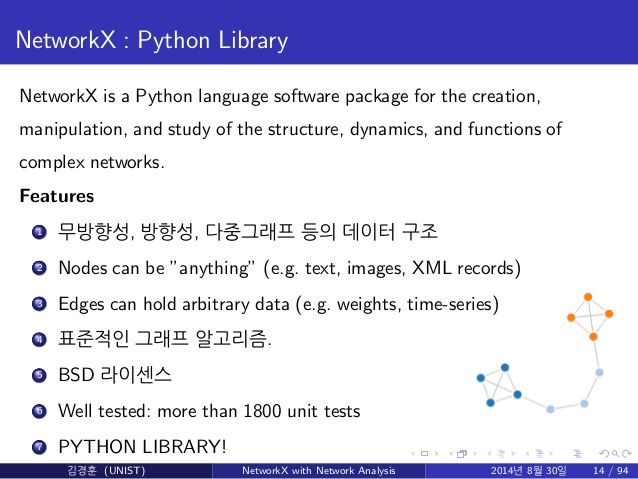 NetworkX : Python Library
NetworkX is a Python language software package for the creation,
manipulation, and study of the structure, dynamics, and functions of
complex networks.
Features
1 무방향성, 방향성, 다중그래프 등의 데이터 구조
2 Nodes can be ”anything” (e.g. text, images, XML records)
3 Edges can hold arbitrary data (e.g. weights, time-series)
4 표준적인 그래프 알고리즘.
5 BSD 라이센스
6 Well tested: more than 1800 unit tests
7 PYTHON LIBRARY!
김경훈 (UNIST) NetworkX with Network Analysis 2014년 8월 30일 14 / 94